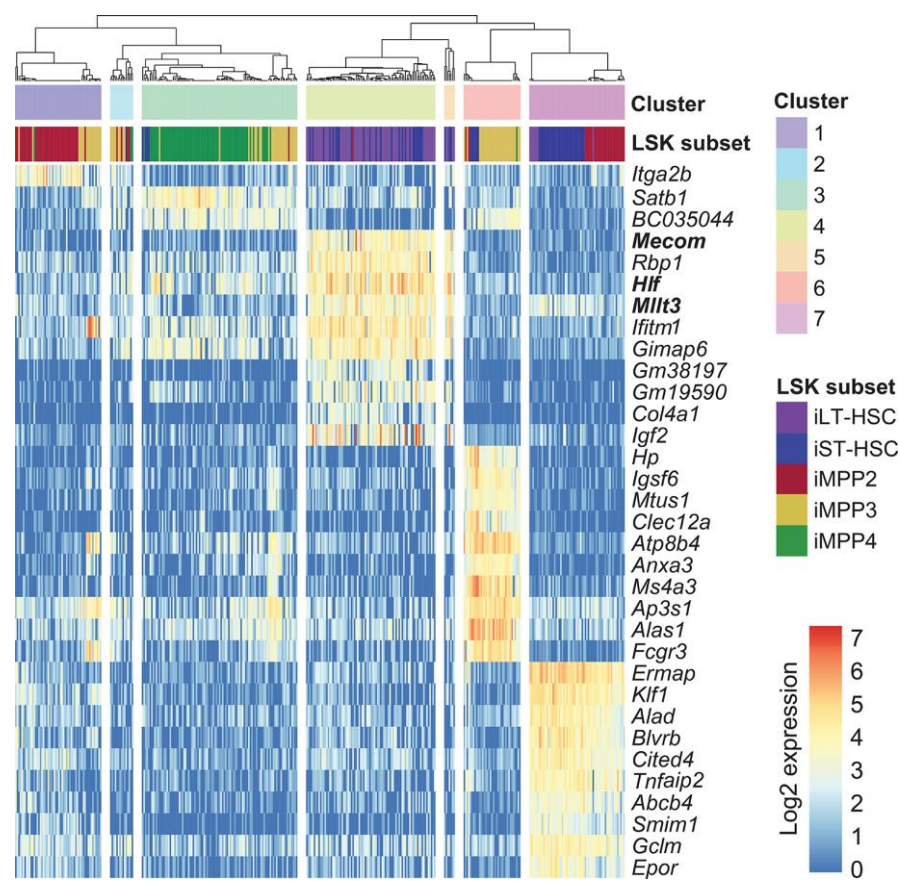 Cluster
LSK subset
Itga2b
Satb1
BC035044
Mecom
Rbp1
Hlf
Mllt3
Ifitm1
Gimap6
Gm38197
Gm19590
Col4a1
Igf2
Hp
Igsf6
Mtus1
Clec12a
Atp8b4
Anxa3
Ms4a3
Ap3s1
Alas1
Fcgr3
Ermap
Klf1
Alad
Blvrb
Cited4
Tnfaip2
Abcb4
Smim1
Gclm
Epor
Cluster
1
2
3
4
5
6
7
LSK subset
iLT-HSC
iST-HSC
iMPP2
iMPP3
iMPP4
Log2 expression
7
6
5
4
3
2
1
0